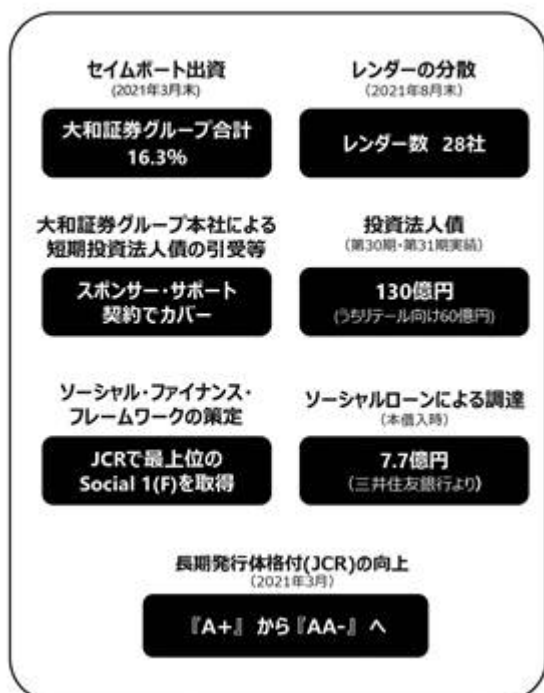 セイムボート出資
(2021年3月末)
大和証券グループ合計
16.3%
レンダーの分散
(2021年8月末)
レンダー数 28社
大和証券グループ本社による
短期投資法人債の引受等
スポンサー・サポート
契約でカバー
投資法人債
(第30期・第31期実績)
130億円
(うちリテール向け60億円)
ソーシャル・ファイナンス・
フレームワークの策定
JCRで最上位の
Social 1(F)を取得
ソーシャルローンによる調達
(本借入時)
7.7億円
(三井住友銀行より)
長期発行体格付(JCR)の向上
(2021年3月)
『A+』 から 『AA-』 へ